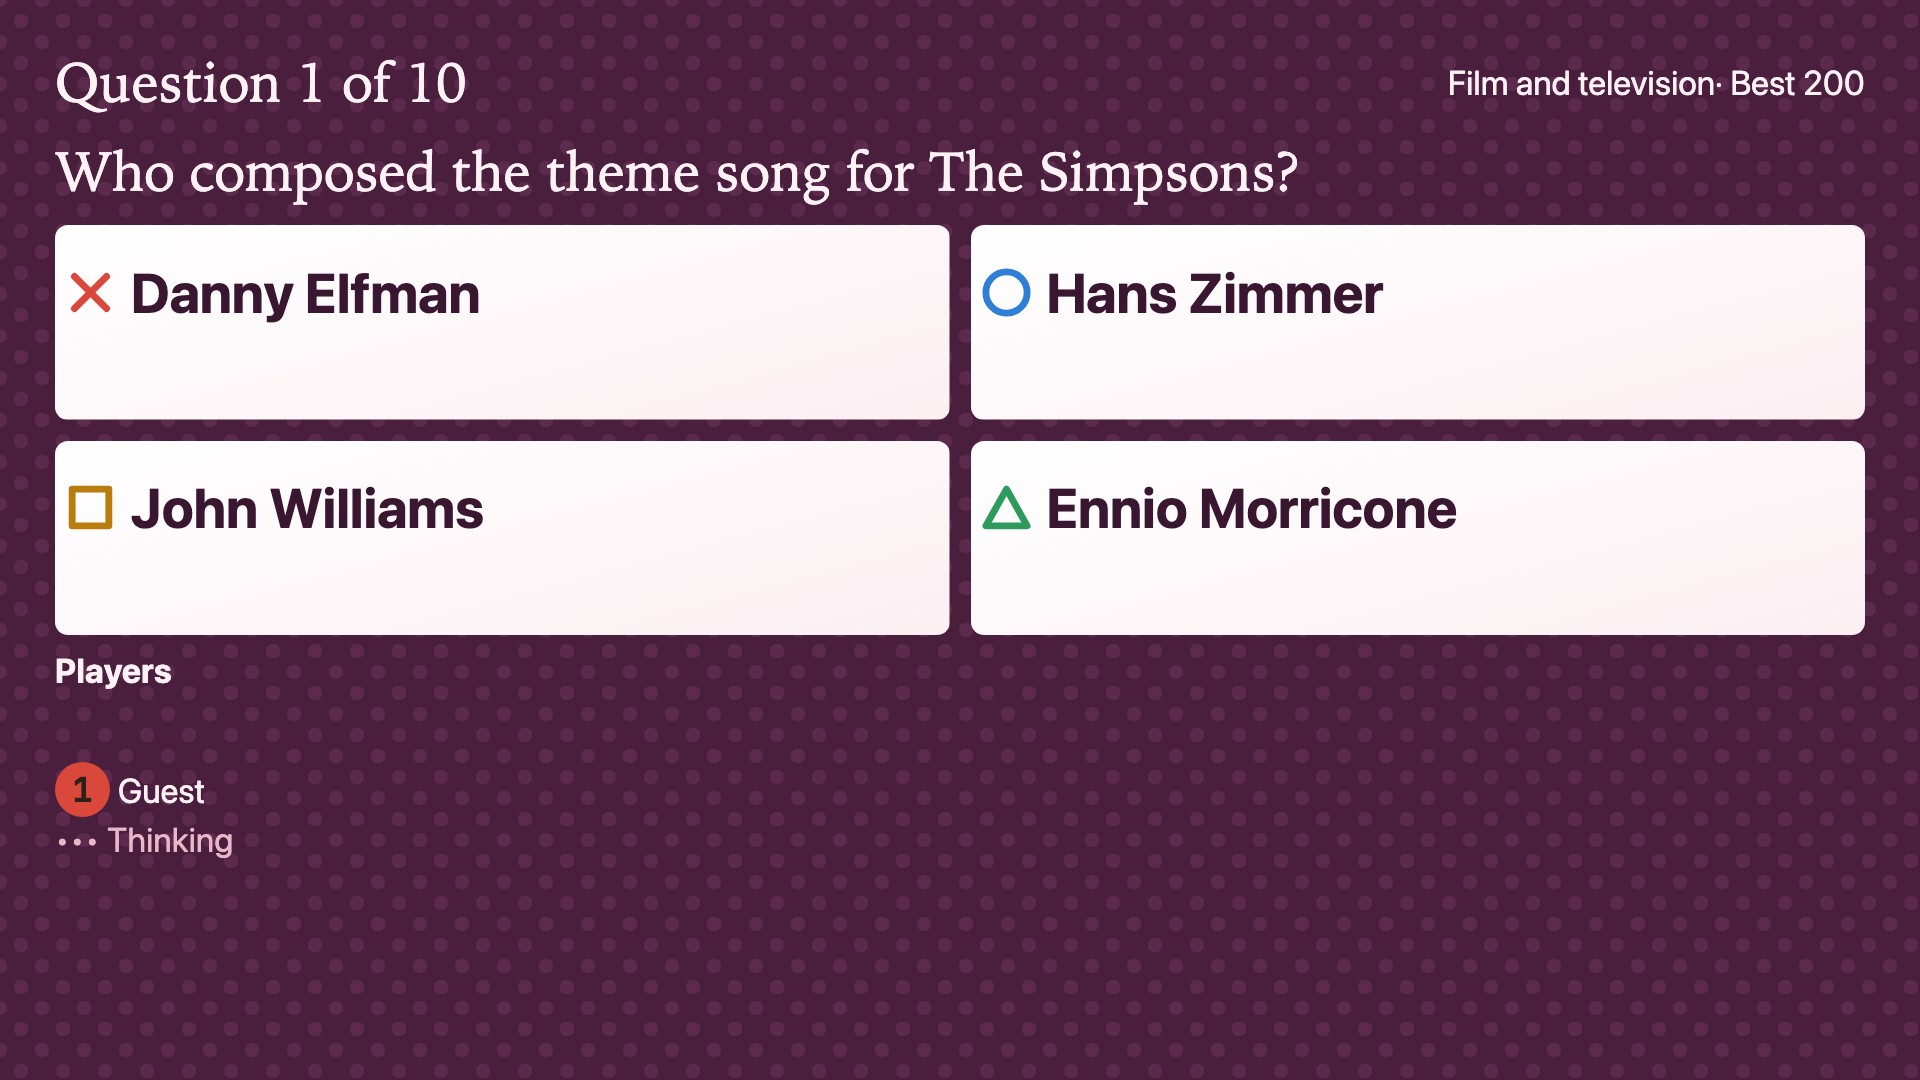 Question 1 of 10
Film and television· Best 200
Who composed the theme song for The Simpsons?
Danny Elfman
Hans Zimmer
John Williams
Ennio Morricone
Players
1 Guest
··· Thinking